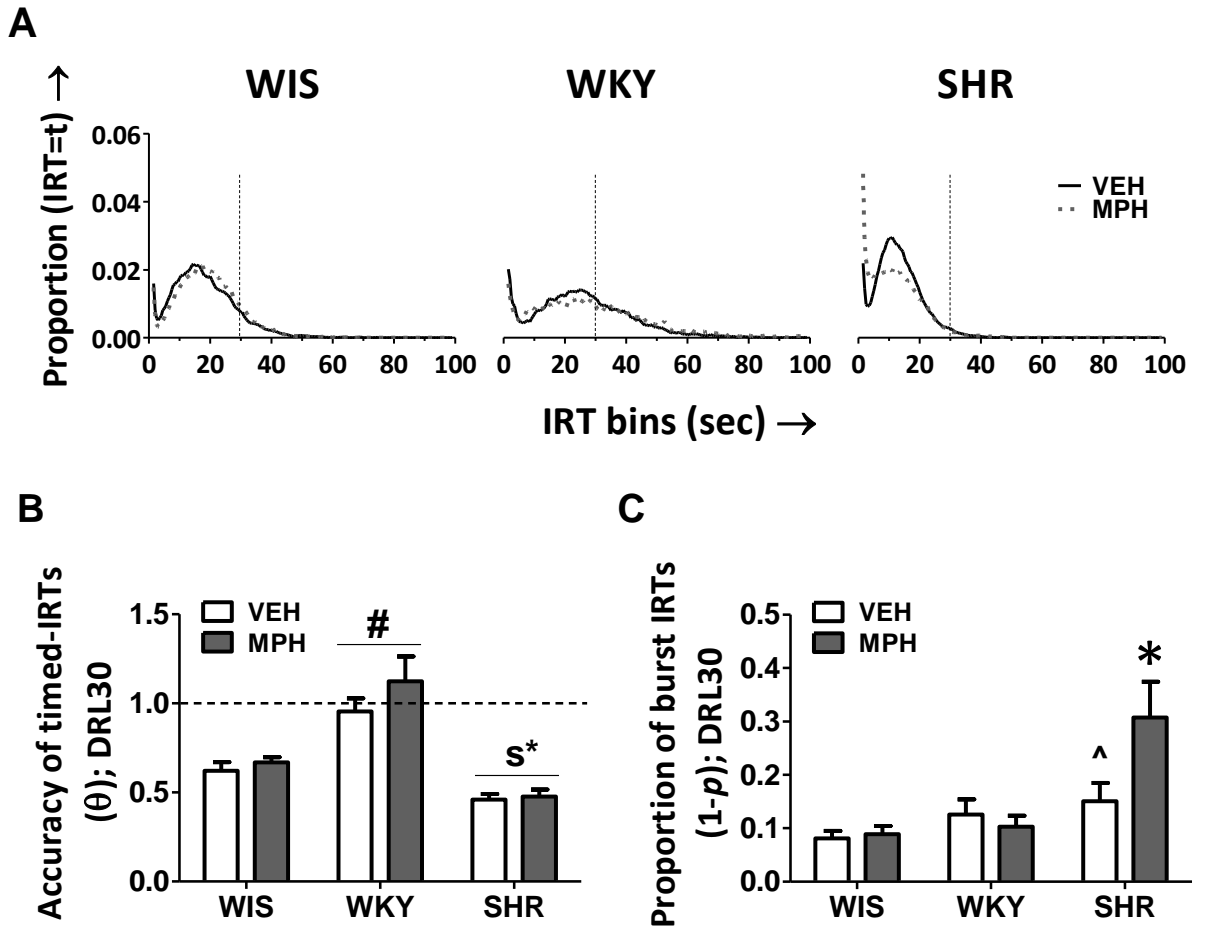 A
WIS WKY SHR
Proportion (IRT=t) →
0.06
0.04
0.02
0.00
VEH
MPH
0 20 40 60 80 100 0 20 40 60 80 100 0 20 40 60 80 100
IRT bins (sec) →
B
Accuracy of timed-IRTs
(θ); DRL30
1.5
1.0
0.5
0.0
VEH
MPH
#
s*
WIS WKY SHR
C
Proportion of burst IRTs
(1-p); DRL30
0.5
0.4
0.3
0.2
0.1
0.0
VEH
MPH
^
*
WIS WKY SHR